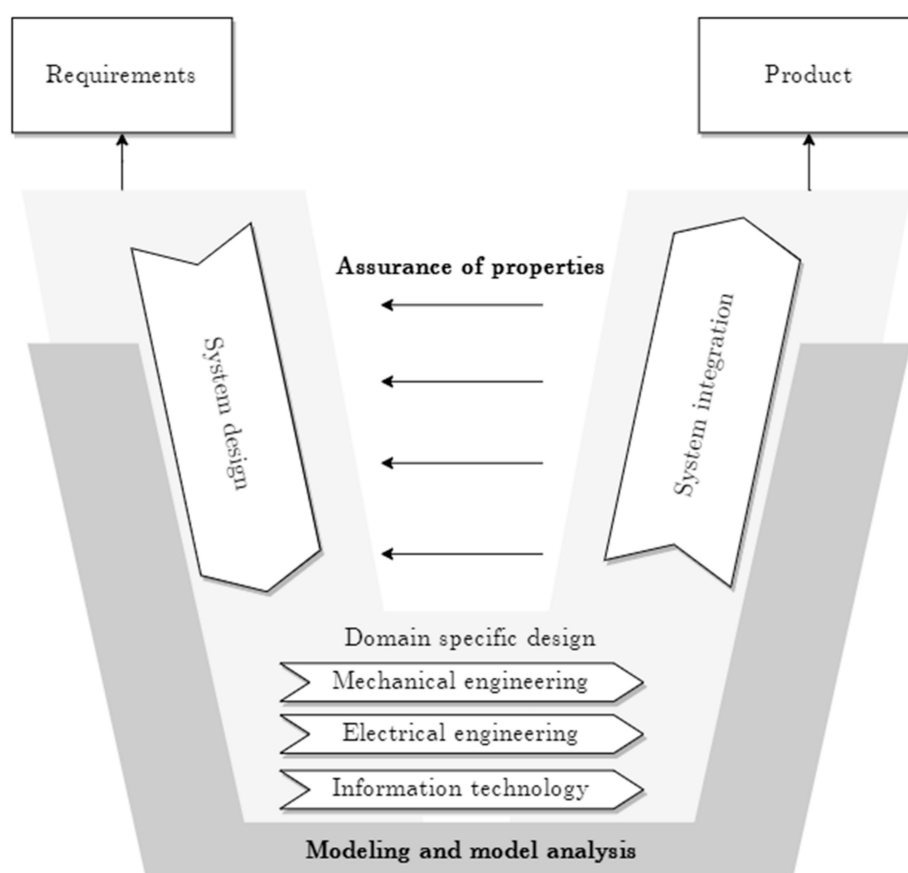 Requirements
Product
Assurance of properties
System design
System integration
Domain specific design
Mechanical engineering
Electrical engineering
Information technology
Modeling and model analysis